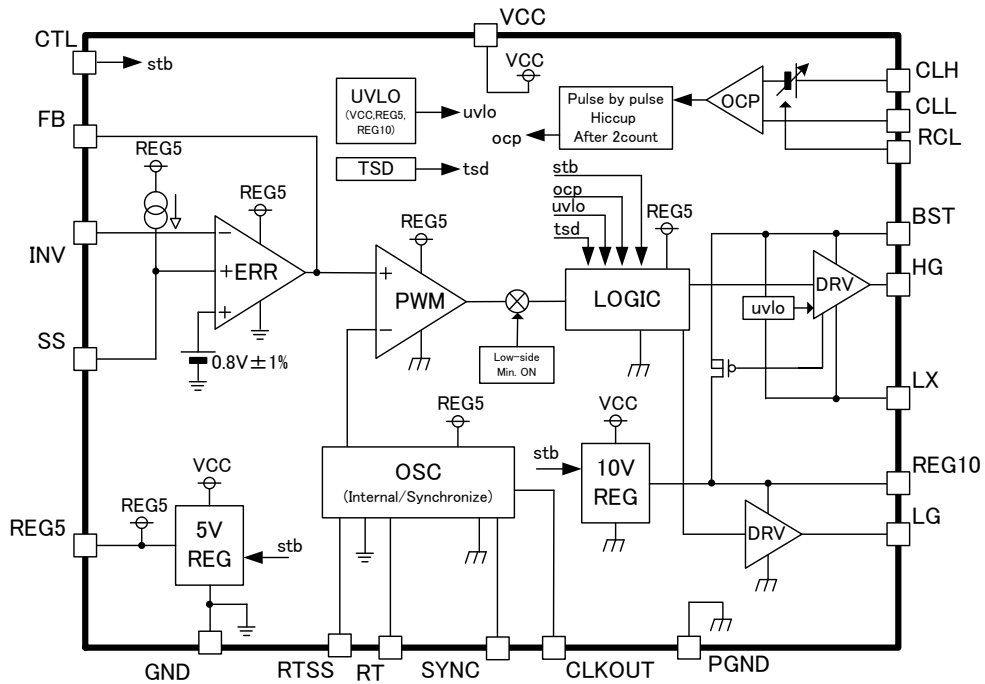 VCC
CTL
stb
VCC
CLH
UVLO
(VCC,REG5,
REG10)
uvlo
Pulse by pulse
Hiccup
After 2count
OCP
CLL
FB
ocp
RCL
REG5
TSD
tsd
stb
ocp
uvlo
tsd
REG5
REG5
REG5
BST
INV
−
+
ERR
+
+
PWM
−
LOGIC
DRV
HG
uvlo
SS
0.8V±1%
Low-side
Min. ON
LX
REG5
VCC
stb
OSC
(Internal/Synchronize)
10V
REG
REG10
VCC
REG5
REG5
5V
REG
stb
DRV
LG
GND
RTSS
RT
SYNC
CLKOUT
PGND